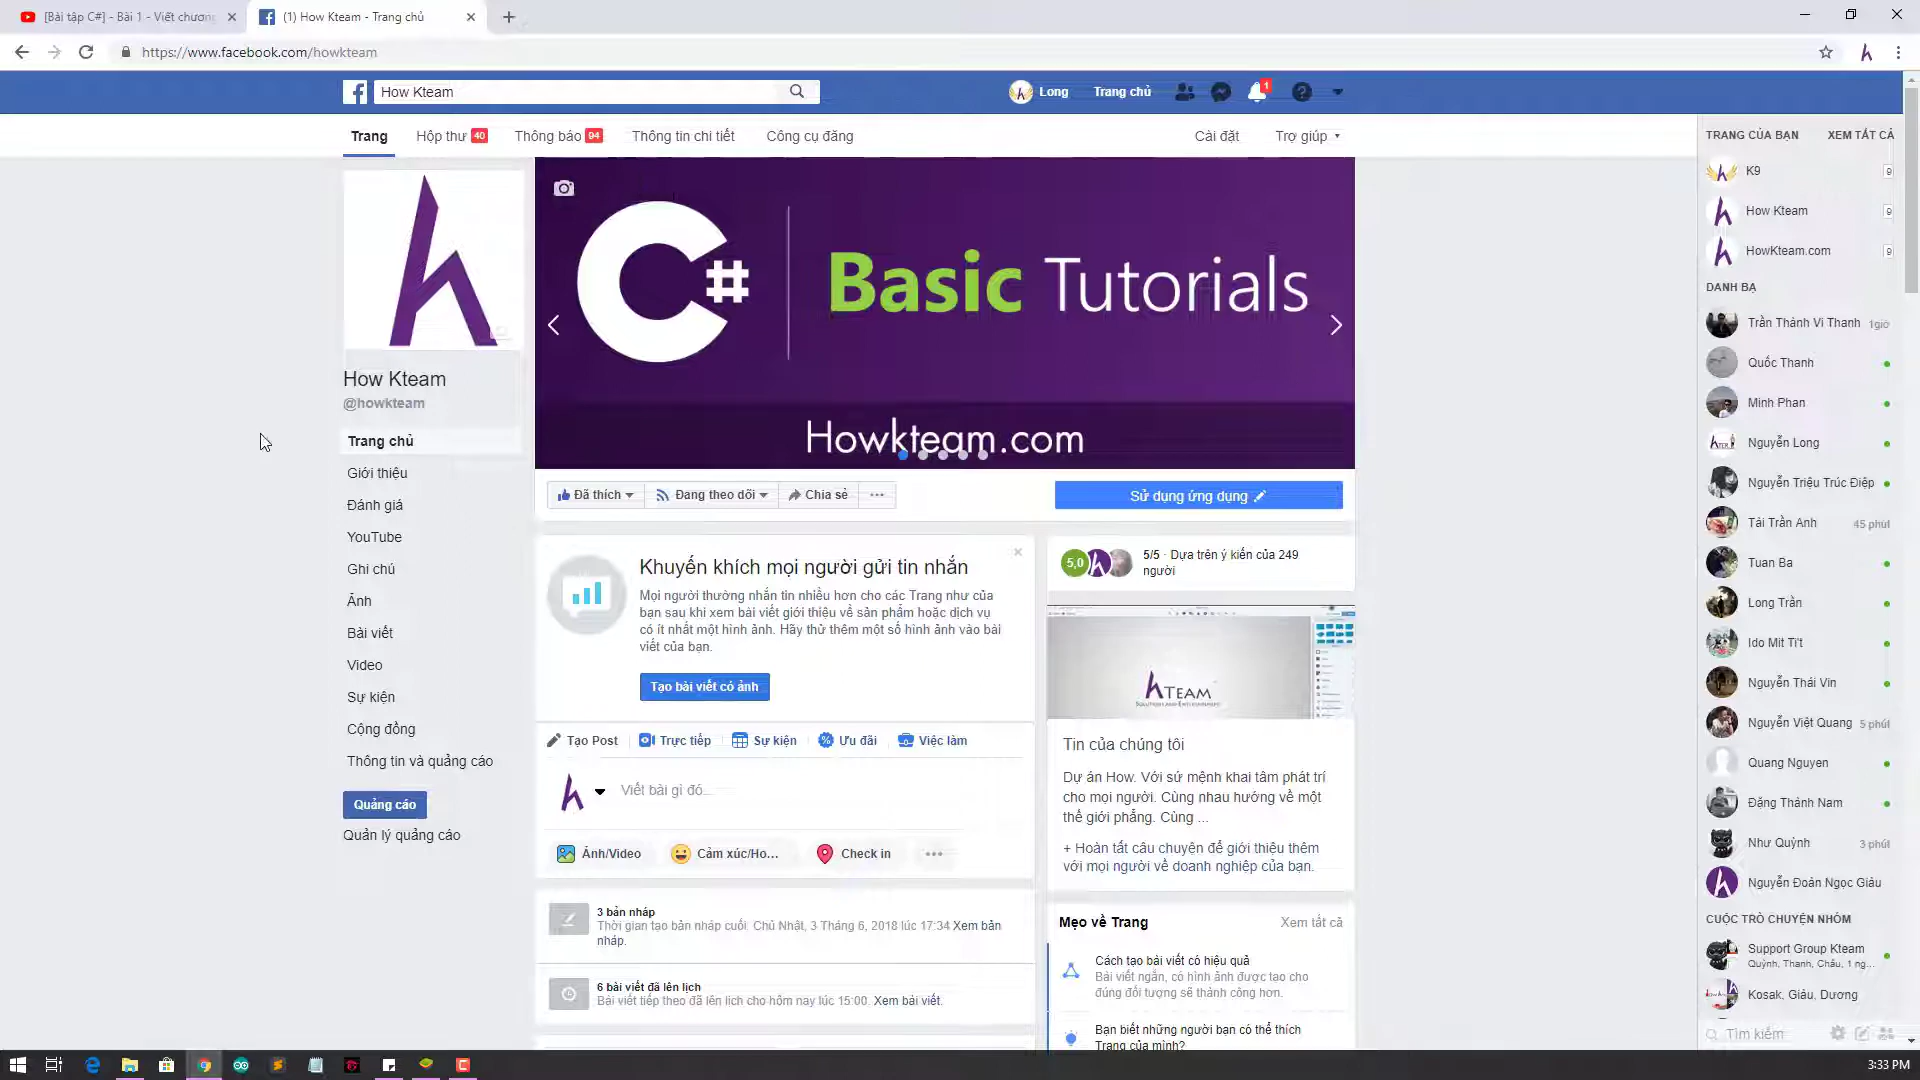 [Bài tập C#] - Bài 1 - Viết chươn
(1) How Kteam - Trang chủ
https://www.facebook.com/howkteam
How Kteam
Long
Trang chủ
1
Trang
Hộp thư 40
Thông báo 94
Thông tin chi tiết
Công cụ đăng
Cài đặt
Trợ giúp
How Kteam
@howkteam
Trang chủ
Giới thiệu
Đánh giá
YouTube
Ghi chú
Ảnh
Bài viết
Video
Sự kiện
Cộng đồng
Thông tin và quảng cáo
Quảng cáo
Quản lý quảng cáo
C# Basic Tutorials
Howkteam.com
Đã thích
Đang theo dõi
Chia sẻ
Sử dụng ứng dụng
Khuyến khích mọi người gửi tin nhắn
Mọi người thường nhắn tin nhiều hơn cho các Trang như của
bạn sau khi xem bài viết giới thiệu về sản phẩm hoặc dịch vụ
có ít nhất một hình ảnh. Hãy thử thêm một số hình ảnh vào bài
viết của bạn.
Tạo bài viết có ảnh
Tạo Post
Trực tiếp
Sự kiện
Ưu đãi
Việc làm
Viết bài gì đó...
Ảnh/Video
Cảm xúc/Ho...
Check in
3 bản nháp
Thời gian tạo bản nháp cuối: Chủ Nhật, 3 Tháng 6, 2018 lúc 17:34 Xem bản
nháp.
6 bài viết đã lên lịch
Bài viết tiếp theo đã lên lịch cho hôm nay lúc 15:00. Xem bài viết.
5,0
5/5 · Dựa trên ý kiến của 249
người
TEAM
Tin của chúng tôi
Dự án How. Với sứ mệnh khai tâm phát trí
cho mọi người. Cùng nhau hướng về một
thế giới phẳng. Cùng ...
+ Hoàn tất câu chuyện để giới thiệu thêm
với mọi người về doanh nghiệp của bạn.
Mẹo về Trang
Xem tất cả
Cách tạo bài viết có hiệu quả
Bài viết ngắn, có hình ảnh được tạo cho
đúng đối tượng sẽ thành công hơn.
Bạn biết những người bạn có thể thích
Trang của mình?
TRANG CỦA BẠN
XEM TẤT CẢ
K9 9
How Kteam 9
HowKteam.com 9
DANH BẠ
Trần Thành Vi Thanh 1 giờ
Quốc Thanh
Minh Phan
Nguyễn Long
Nguyễn Triệu Trúc Điệp
Tài Trần Anh 45 phút
Tuan Ba
Long Trần
Ido Mit Ti't
Nguyễn Thái Vin
Nguyễn Việt Quang 5 phút
Quang Nguyen
Đặng Thành Nam
Như Quỳnh 3 phút
Nguyễn Đoàn Ngọc Giàu
CUỘC TRÒ CHUYỆN NHÓM
Support Group Kteam
Quỳnh, Thanh, Châu, 1 ng...
Kosak, Giàu, Dương
Tìm kiếm
3:33 PM